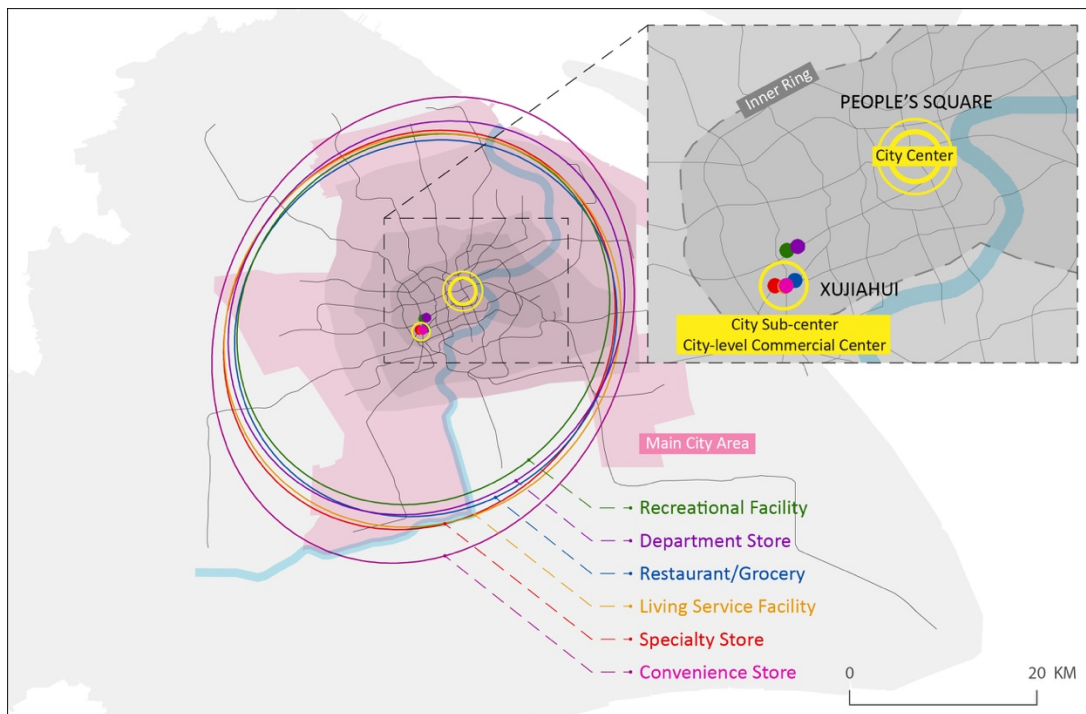 Inner Ring
PEOPLE'S SQUARE
City Center
XUJIAHUI
City Sub-center
City-level Commercial Center
Main City Area
Recreational Facility
Department Store
Restaurant/Grocery
Living Service Facility
Specialty Store
Convenience Store
0 20 KM